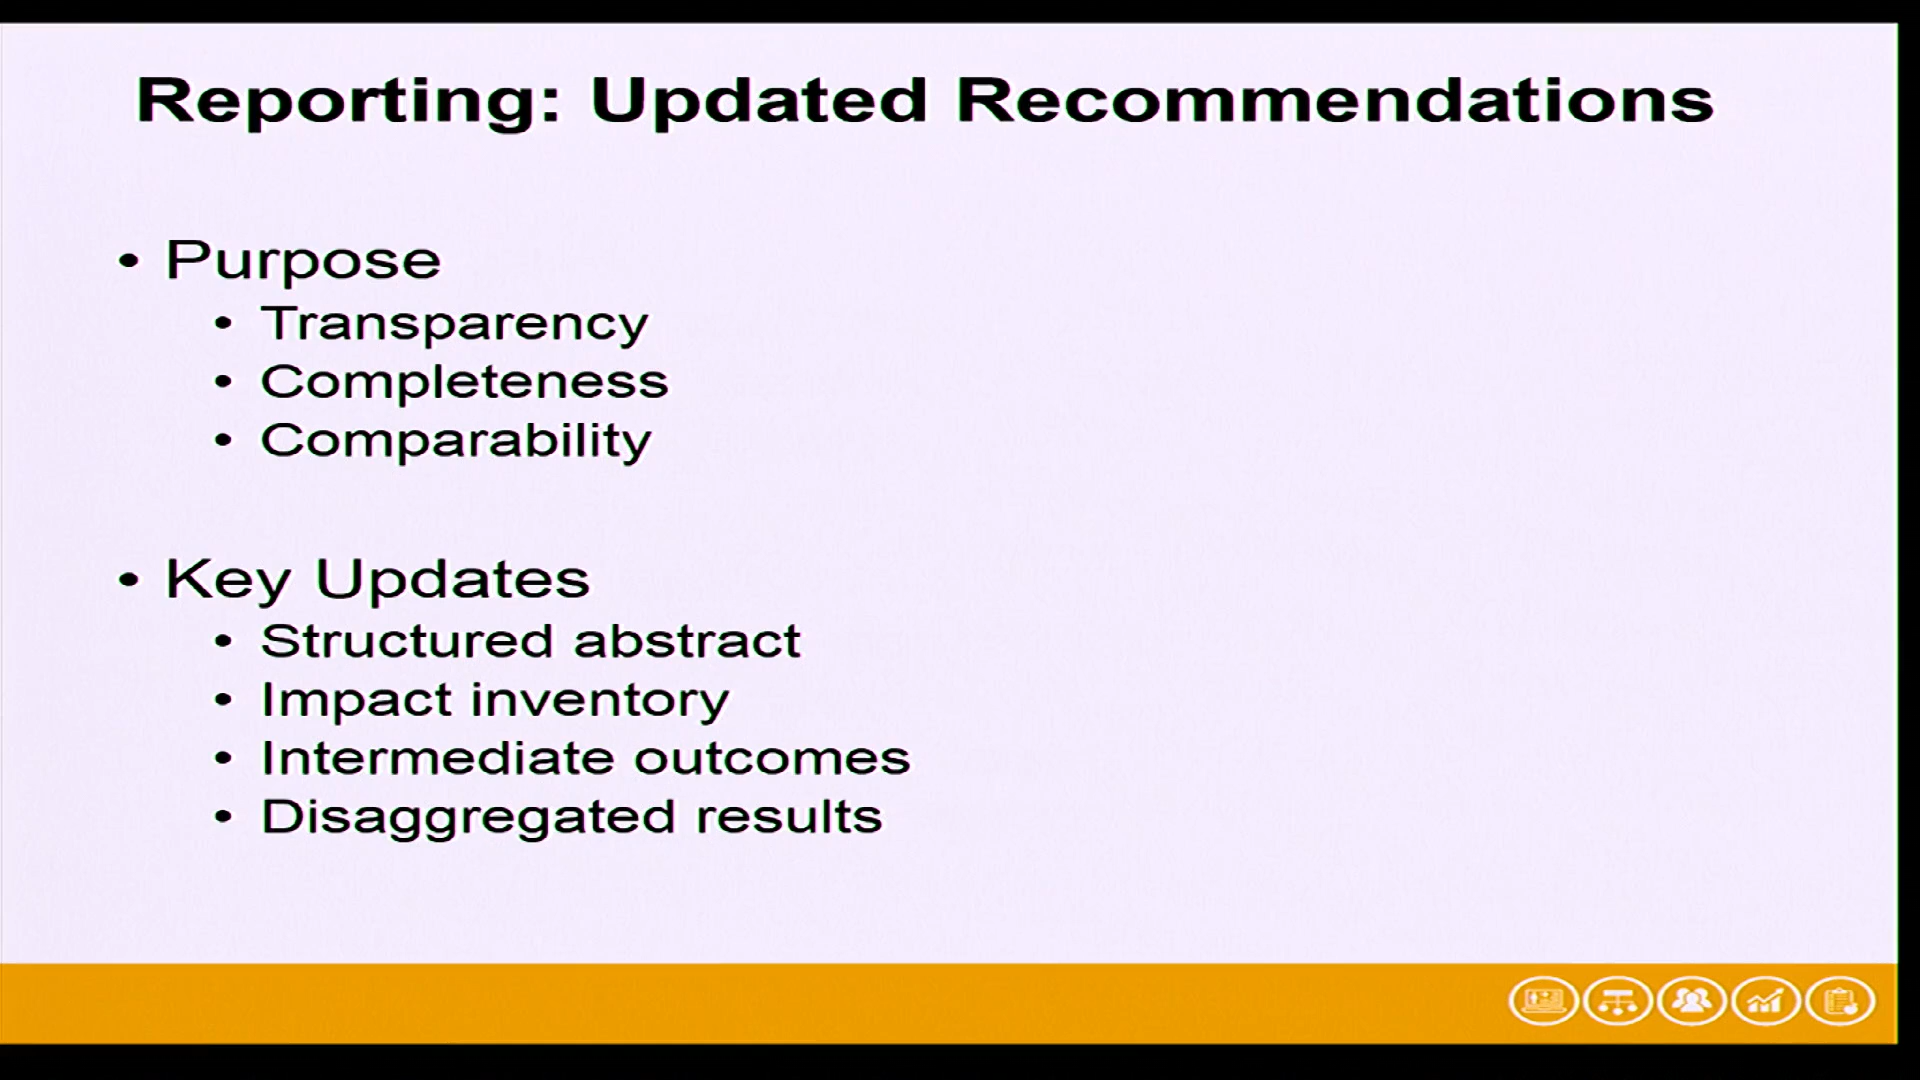 Reporting: Updated Recommendations
• Purpose
• Transparency
• Completeness
• Comparability
• Key Updates
• Structured abstract
• Impact inventory
• Intermediate outcomes
• Disaggregated results